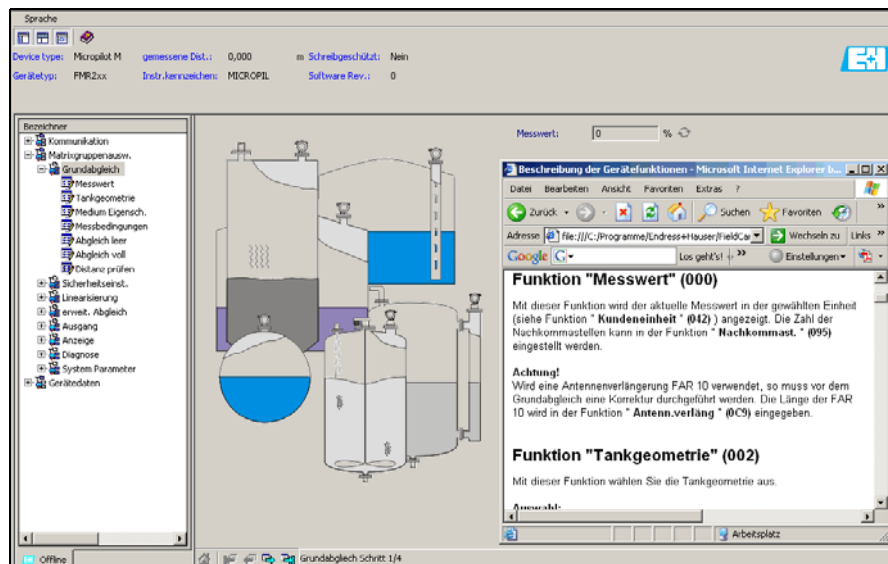 Sprache
Device type: Micropilot M gemessene Dist.: 0,000 m Schreibgeschützt: Nein
Gerätetyp: FMR2xx Instr.kennzeichen: MICROPIL Software Rev.: 0
E+H
Bezeichner
Kommunikation
Matrixgruppenausw.
Grundabgleich
Messwert
Tankgeometrie
Medium Eigensch.
Messbedingungen
Abgleich leer
Abgleich voll
Distanz prüfen
Sicherheitseinst.
Linearisierung
erweit. Abgleich
Ausgang
Anzeige
Diagnose
System Parameter
Gerätedaten
Offline
Messwert: 0 %
Beschreibung der Gerätefunktionen - Microsoft Internet Explorer b...
Datei Bearbeiten Ansicht Favoriten Extras ?
Zurück Suchen Favoriten »
Adresse file:///C:/Programme/Endress+Hauser/FieldCar Wechseln zu Links »
Google G Los geht's! » Einstellungen
Funktion "Messwert" (000)
Mit dieser Funktion wird der aktuelle Messwert in der gewählten Einheit
(siehe Funktion " Kundeneinheit " (042) ) angezeigt. Die Zahl der
Nachkommastellen kann in der Funktion " Nachkommast. " (095)
eingestellt werden.
Achtung!
Wird eine Antennenverlängerung FAR 10 verwendet, so muss vor dem
Grundabgleich eine Korrektur durchgeführt werden. Die Länge der FAR
10 wird in der Funktion " Antenn.verläng " (0C9) eingegeben.
Funktion "Tankgeometrie" (002)
Mit dieser Funktion wählen Sie die Tankgeometrie aus.
Auswahl:
Arbeitsplatz
Grundabgleich Schritt 1/4